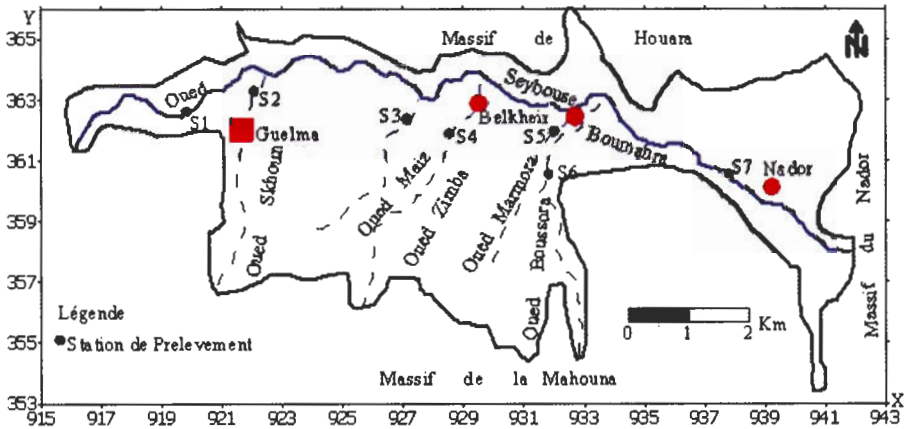 Y
365
363
361
359
357
355
353
Massif de Houara
N
Oued
Seybouse
S1
S2
S3
S4
S5
S6
S7
Guelma
Belkheir
Boumahra
Nador
Oued Skhoun
Oued Maiz
Oued Zimba
Oued Marmora
Oued Boussora
Massif du Nador
Légende
Station de Prelevement
0 1 2 Km
Massif de la Mahouna
915 917 919 921 923 925 927 929 931 933 935 937 939 941 943
X